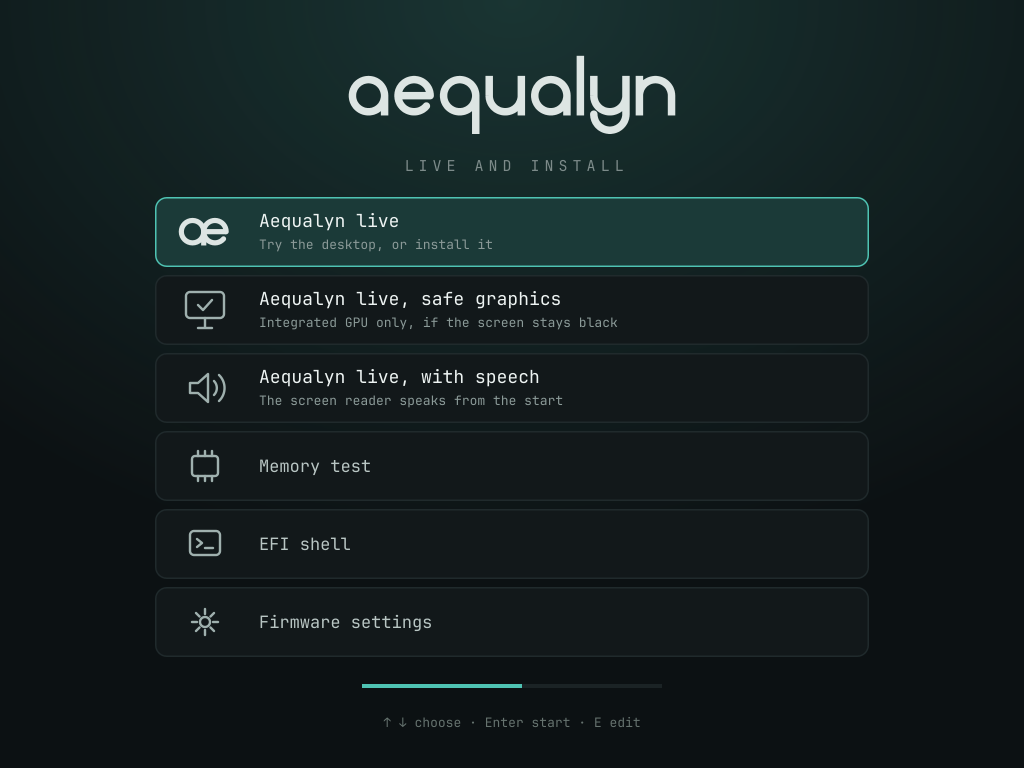 aequalyn
LIVE AND INSTALL
ae
Aequalyn live
Try the desktop, or install it
Aequalyn live, safe graphics
Integrated GPU only, if the screen stays black
Aequalyn live, with speech
The screen reader speaks from the start
Memory test
EFI shell
Firmware settings
↑ ↓ choose · Enter start · E edit